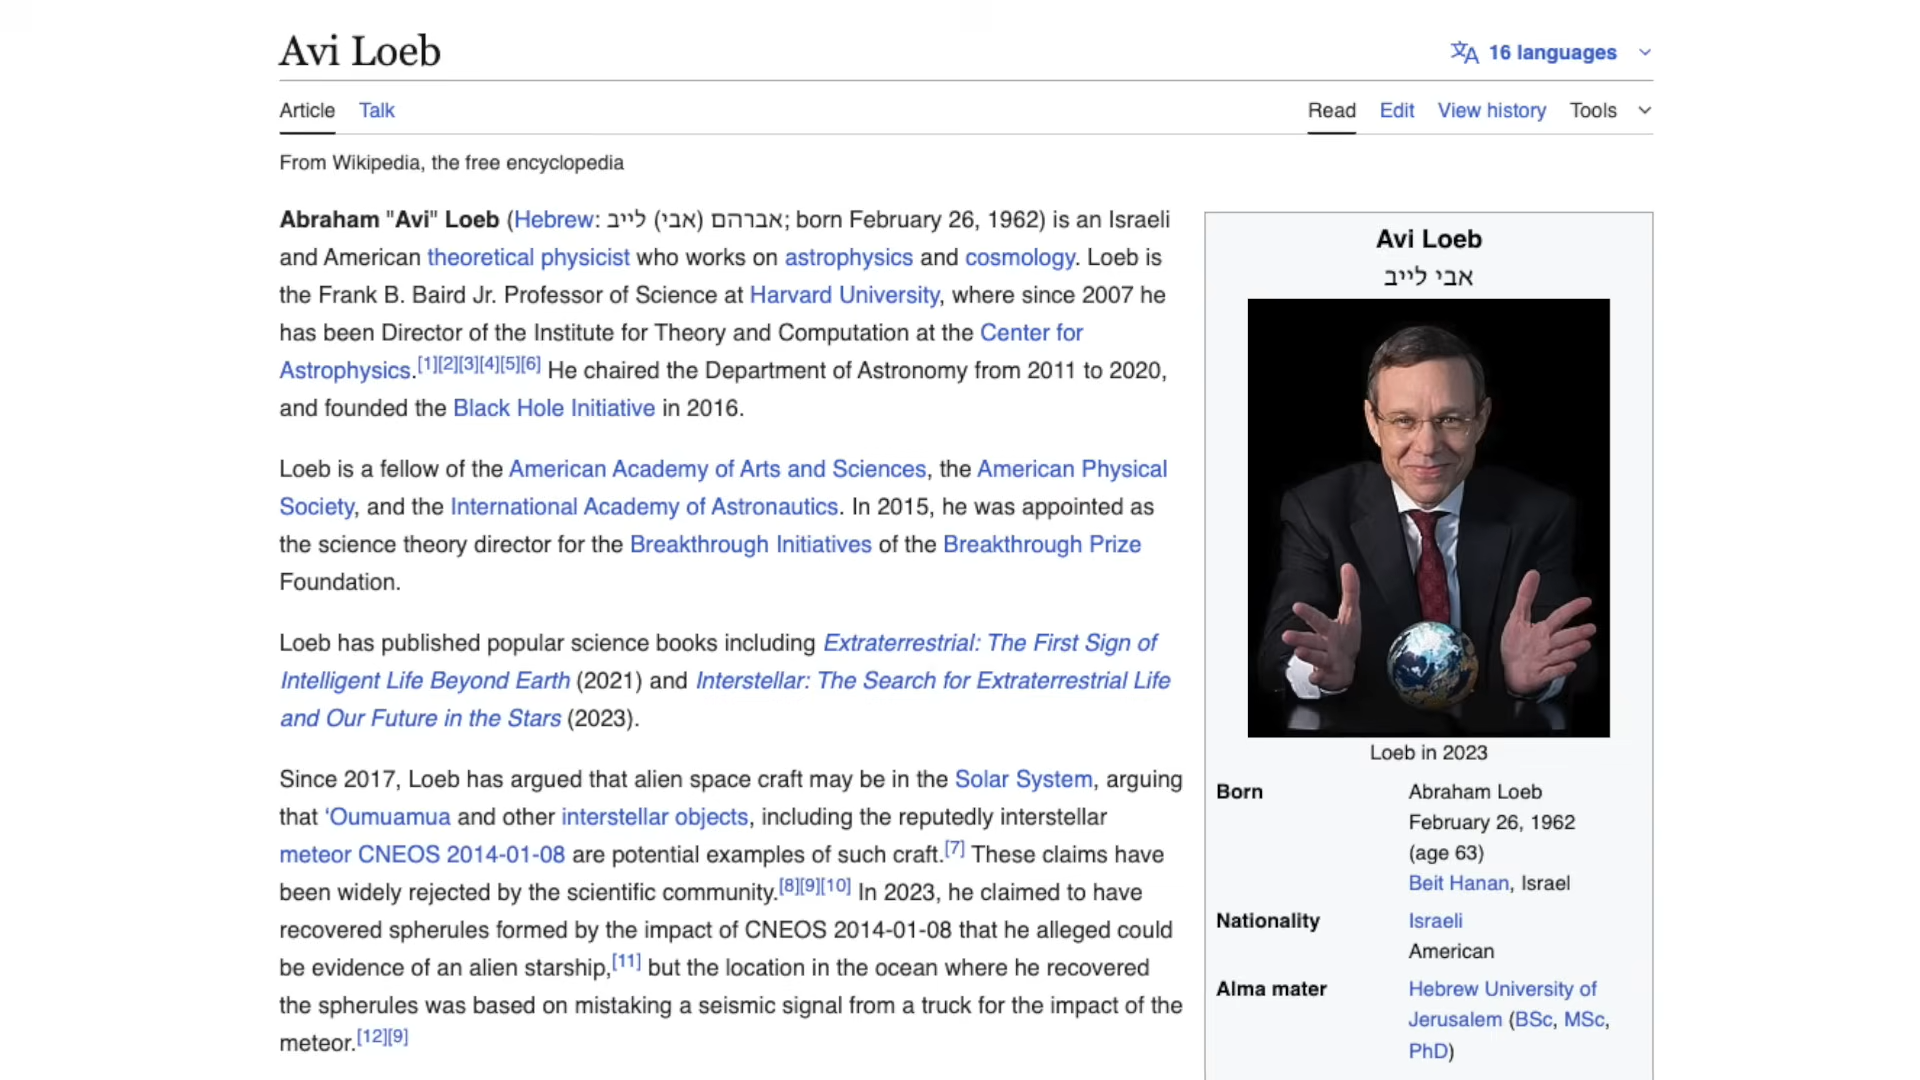 Avi Loeb
16 languages
Article Talk
Read Edit View history Tools
From Wikipedia, the free encyclopedia
Abraham "Avi" Loeb (Hebrew: אברהם (אבי) לייב; born February 26, 1962) is an Israeli
and American theoretical physicist who works on astrophysics and cosmology. Loeb is
the Frank B. Baird Jr. Professor of Science at Harvard University, where since 2007 he
has been Director of the Institute for Theory and Computation at the Center for
Astrophysics.[1][2][3][4][5][6] He chaired the Department of Astronomy from 2011 to 2020,
and founded the Black Hole Initiative in 2016.
Loeb is a fellow of the American Academy of Arts and Sciences, the American Physical
Society, and the International Academy of Astronautics. In 2015, he was appointed as
the science theory director for the Breakthrough Initiatives of the Breakthrough Prize
Foundation.
Loeb has published popular science books including Extraterrestrial: The First Sign of
Intelligent Life Beyond Earth (2021) and Interstellar: The Search for Extraterrestrial Life
and Our Future in the Stars (2023).
Since 2017, Loeb has argued that alien space craft may be in the Solar System, arguing
that ‘Oumuamua and other interstellar objects, including the reputedly interstellar
meteor CNEOS 2014-01-08 are potential examples of such craft.[7] These claims have
been widely rejected by the scientific community.[8][9][10] In 2023, he claimed to have
recovered spherules formed by the impact of CNEOS 2014-01-08 that he alleged could
be evidence of an alien starship,[11] but the location in the ocean where he recovered
the spherules was based on mistaking a seismic signal from a truck for the impact of the
meteor.[12][9]
Avi Loeb
אבי לייב
Loeb in 2023
Born Abraham Loeb
February 26, 1962
(age 63)
Beit Hanan, Israel
Nationality Israeli
American
Alma mater Hebrew University of
Jerusalem (BSc, MSc,
PhD)